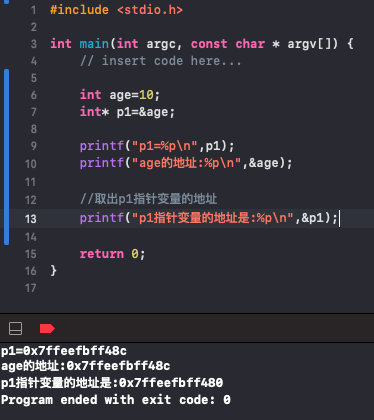 1 #include <stdio.h>
2
3 int main(int argc, const char * argv[]) {
4 // insert code here...
5
6 int age=10;
7 int* p1=&age;
8
9 printf("p1=%p\n",p1);
10 printf("age的地址:%p\n",&age);
11
12 //取出p1指针变量的地址
13 printf("p1指针变量的地址是:%p\n",&p1);
14
15 return 0;
16 }
17
p1=0x7ffeefbff48c
age的地址:0x7ffeefbff48c
p1指针变量的地址是:0x7ffeefbff480
Program ended with exit code: 0